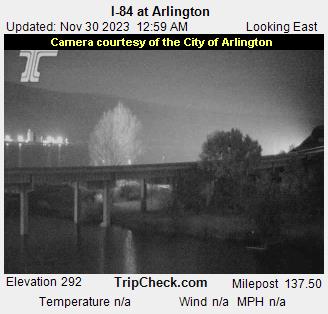 I-84 at Arlington
Updated: Nov 30 2023 12:59 AM Looking East
Camera courtesy of the City of Arlington
Elevation 292 TripCheck.com Milepost 137.50
Temperature n/a Wind n/a MPH n/a